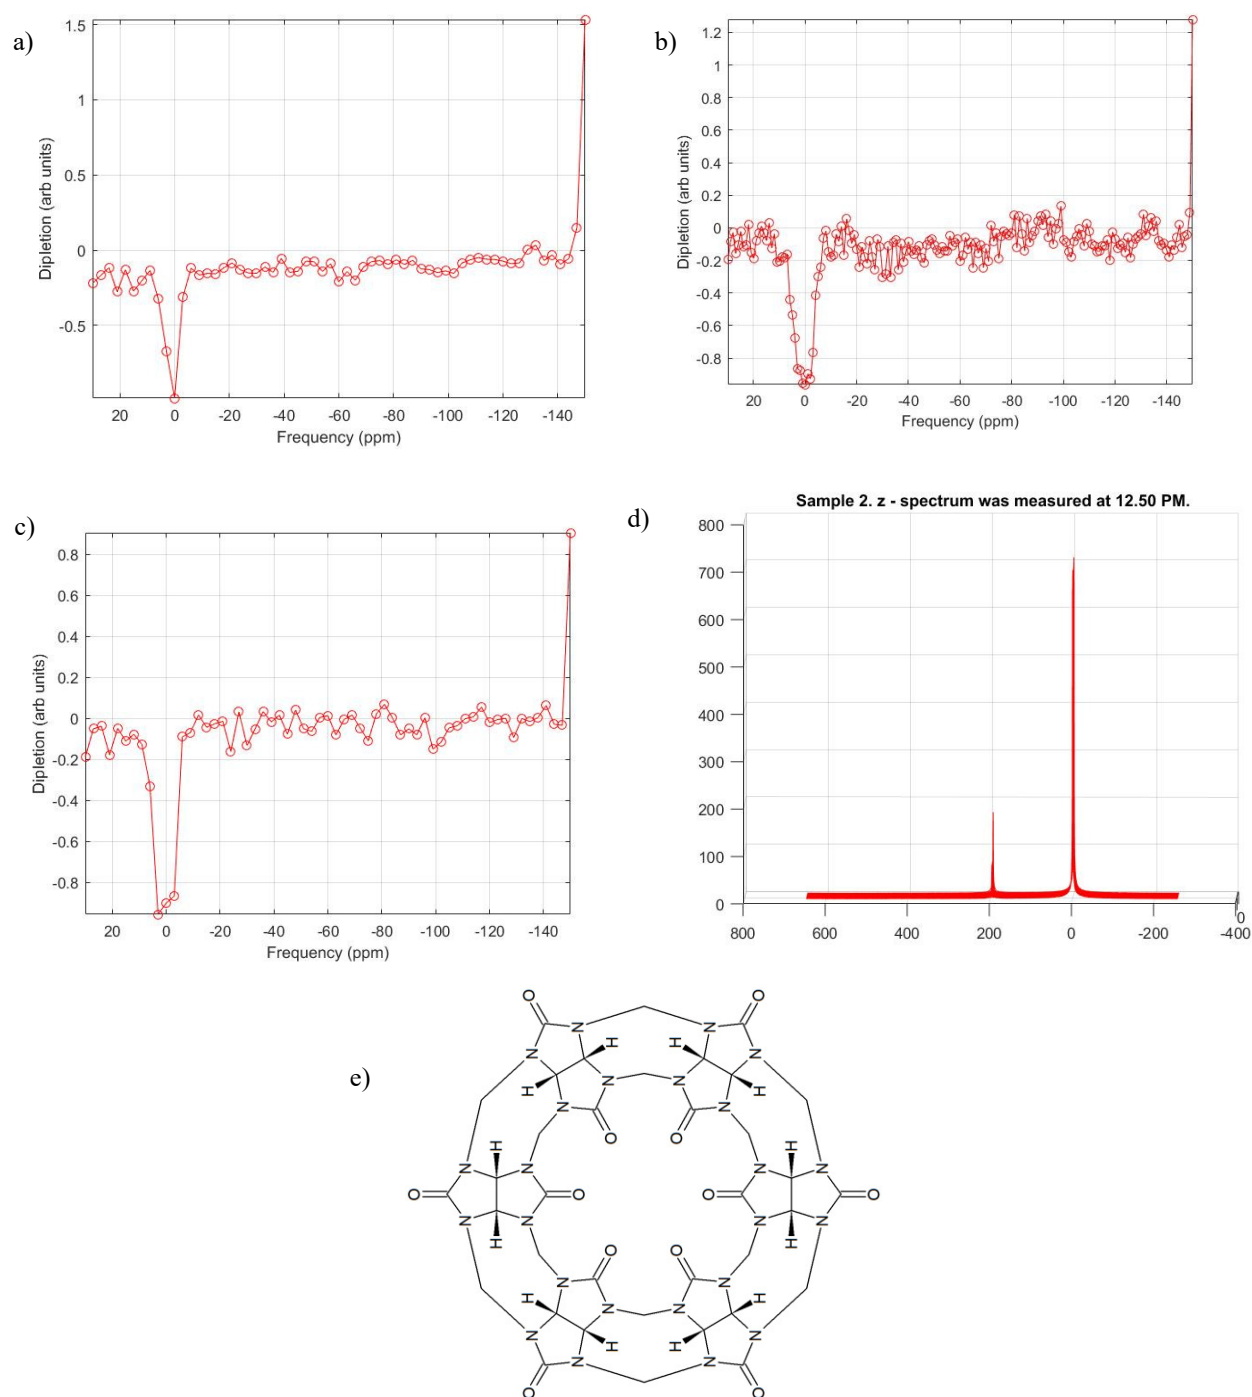 a)
1.5
1
0.5
0
-0.5
Dipletion (arb units)
20 0 -20 -40 -60 -80 -100 -120 -140
Frequency (ppm)
b)
1.2
1
0.8
0.6
0.4
0.2
0
-0.2
-0.4
-0.6
-0.8
Dipletion (arb units)
20 0 -20 -40 -60 -80 -100 -120 -140
Frequency (ppm)
c)
0.8
0.6
0.4
0.2
0
-0.2
-0.4
-0.6
-0.8
Dipletion (arb units)
20 0 -20 -40 -60 -80 -100 -120 -140
Frequency (ppm)
d)
Sample 2. z - spectrum was measured at 12.50 PM.
800
700
600
500
400
300
200
100
0
800 600 400 200 0 -200 -400
0
e)
O O
N N N N
H H
N N
H N N H
N N
O O
H H
N N N N
O O O O
N N N N
H H
O O
N N
H N N H
N N
H H
N N N N
O O